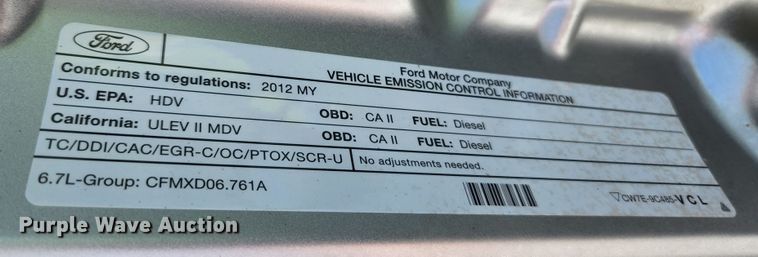 Ford
Ford Motor Company
VEHICLE EMISSION CONTROL INFORMATION
Conforms to regulations: 2012 MY
U.S. EPA: HDV OBD: CA II FUEL: Diesel
California: ULEV II MDV OBD: CA II FUEL: Diesel
TC/DDI/CAC/EGR-C/OC/PTOX/SCR-U No adjustments needed.
6.7L-Group: CFMXD06.761A
CW7E-9C485-VCL
Purple Wave Auction